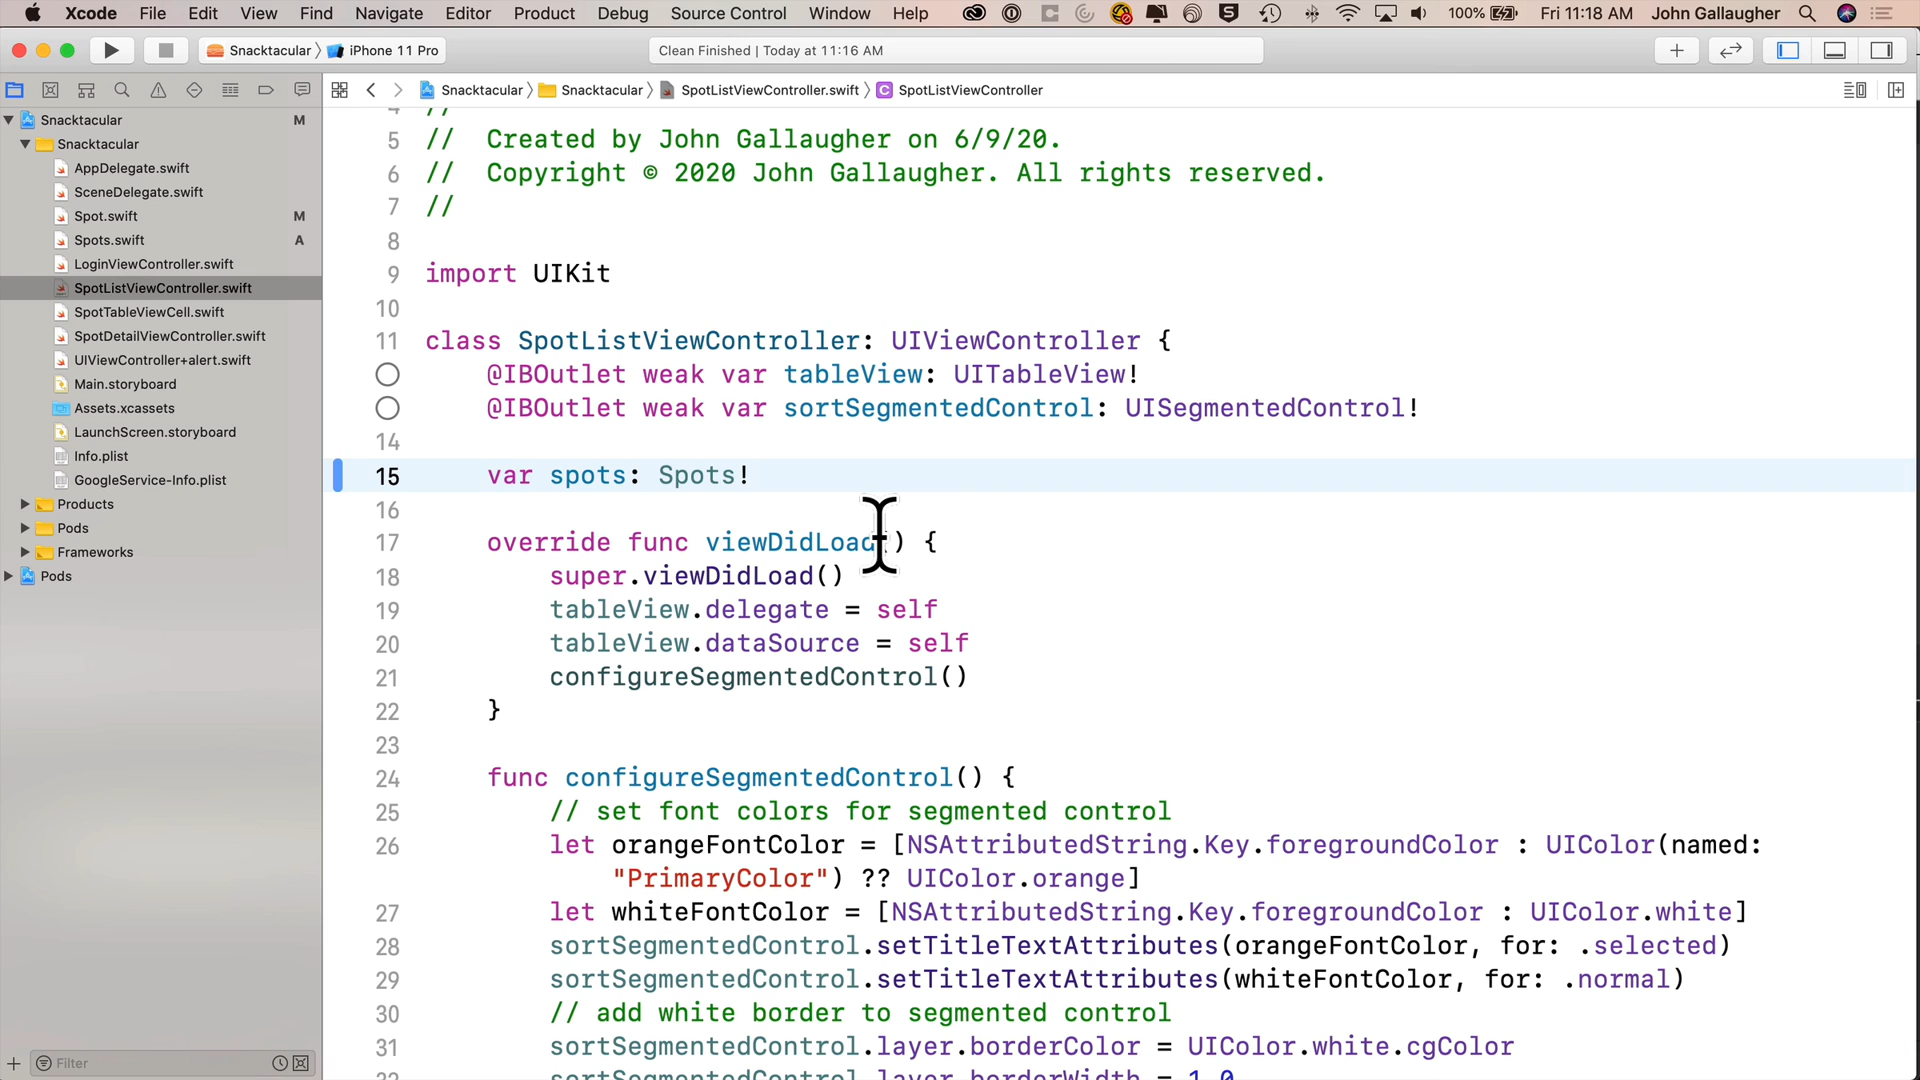 Xcode File Edit View Find Navigate Editor Product Debug Source Control Window Help 100% Fri 11:18 AM John Gallaugher
Snacktacular iPhone 11 Pro Clean Finished | Today at 11:16 AM
Snacktacular Snacktacular SpotListViewController.swift C SpotListViewController
Snacktacular M
Snacktacular
AppDelegate.swift
SceneDelegate.swift
Spot.swift M
Spots.swift A
LoginViewController.swift
SpotListViewController.swift
SpotTableViewCell.swift
SpotDetailViewController.swift
UIViewController+alert.swift
Main.storyboard
Assets.xcassets
LaunchScreen.storyboard
Info.plist
GoogleService-Info.plist
Products
Pods
Frameworks
Pods
Filter
4 //
5 // Created by John Gallaugher on 6/9/20.
6 // Copyright © 2020 John Gallaugher. All rights reserved.
7 //
8
9 import UIKit
10
11 class SpotListViewController: UIViewController {
@IBOutlet weak var tableView: UITableView!
@IBOutlet weak var sortSegmentedControl: UISegmentedControl!
14
15 var spots: Spots!
16
17 override func viewDidLoad() {
18 super.viewDidLoad()
19 tableView.delegate = self
20 tableView.dataSource = self
21 configureSegmentedControl()
22 }
23
24 func configureSegmentedControl() {
25 // set font colors for segmented control
26 let orangeFontColor = [NSAttributedString.Key.foregroundColor : UIColor(named:
"PrimaryColor") ?? UIColor.orange]
27 let whiteFontColor = [NSAttributedString.Key.foregroundColor : UIColor.white]
28 sortSegmentedControl.setTitleTextAttributes(orangeFontColor, for: .selected)
29 sortSegmentedControl.setTitleTextAttributes(whiteFontColor, for: .normal)
30 // add white border to segmented control
31 sortSegmentedControl.layer.borderColor = UIColor.white.cgColor
32 sortSegmentedControl.layer.borderWidth = 1.0